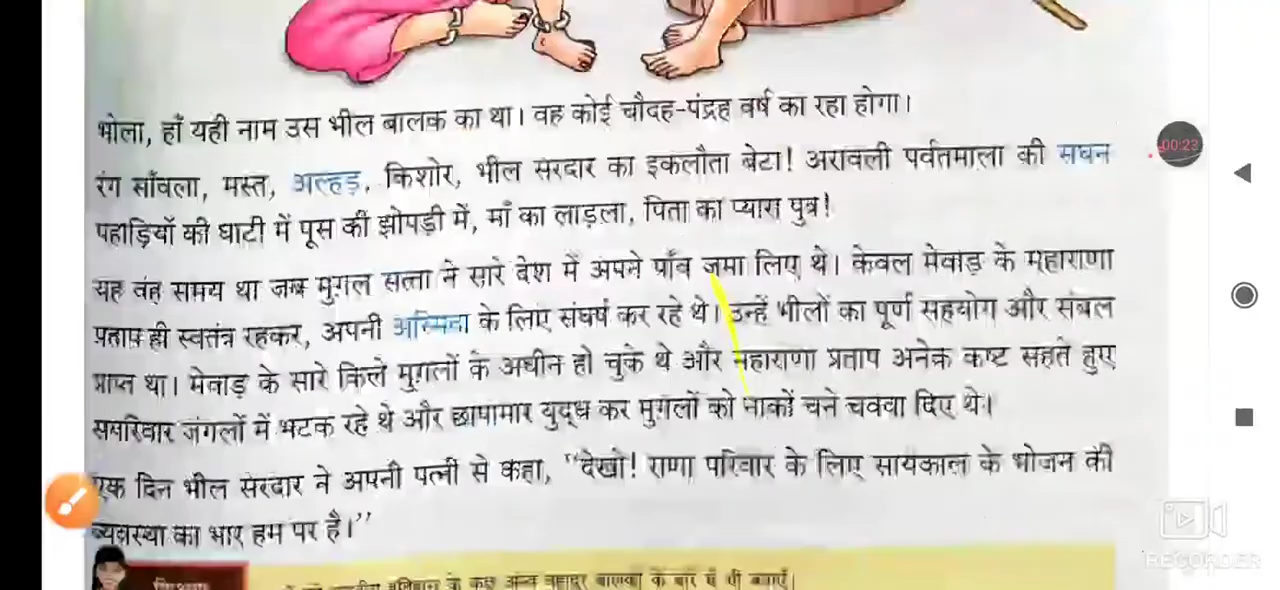 भोला, हाँ यही नाम उस भील बालक का था। वह कोई चौदह-पंद्रह वर्ष का रहा होगा।
रंग साँवला, मस्त, अल्हड़, किशोर, भील सरदार का इकलौता बेटा! अरावली पर्वतमाला की सघन
पहाड़ियों की घाटी में पूस की झोपड़ी में, माँ का लाड़ला, पिता का प्यारा पुत्र!
यह वह समय था जब मुग़ल सत्ता ने सारे देश में अपने पाँव जमा लिए थे। केवल मेवाड़ के महाराणा
प्रताप ही स्वतंत्र रहकर, अपनी अस्मिता के लिए संघर्ष कर रहे थे। उन्हें भीलों का पूर्ण सहयोग और संबल
प्राप्त था। मेवाड़ के सारे किले मुग़लों के अधीन हो चुके थे और महाराणा प्रताप अनेक कष्ट सहते हुए
सपरिवार जंगलों में भटक रहे थे और छापामार युद्ध कर मुग़लों को नाकों चने चबवा दिए थे।
एक दिन भील सरदार ने अपनी पत्नी से कहा, "देखो! राणा परिवार के लिए सायंकाल के भोजन की
व्यवस्था का भार हम पर है।"
00:23
RECORDER